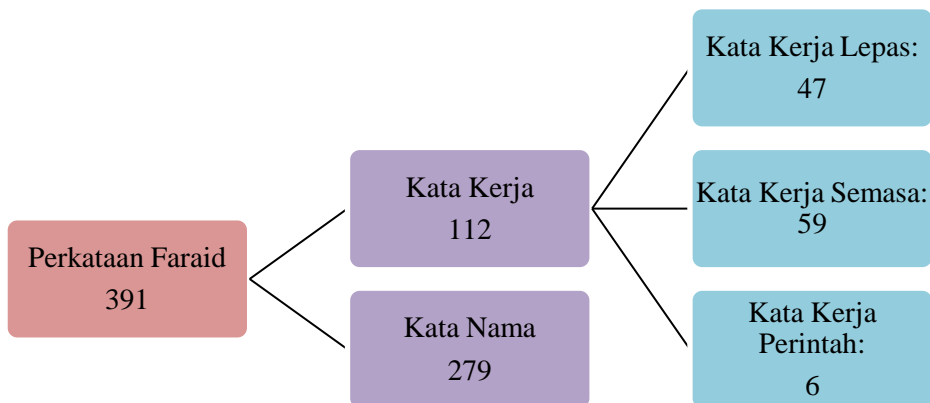 Perkataan Faraid
391
Kata Kerja
112
Kata Nama
279
Kata Kerja Lepas:
47
Kata Kerja Semasa:
59
Kata Kerja
Perintah:
6